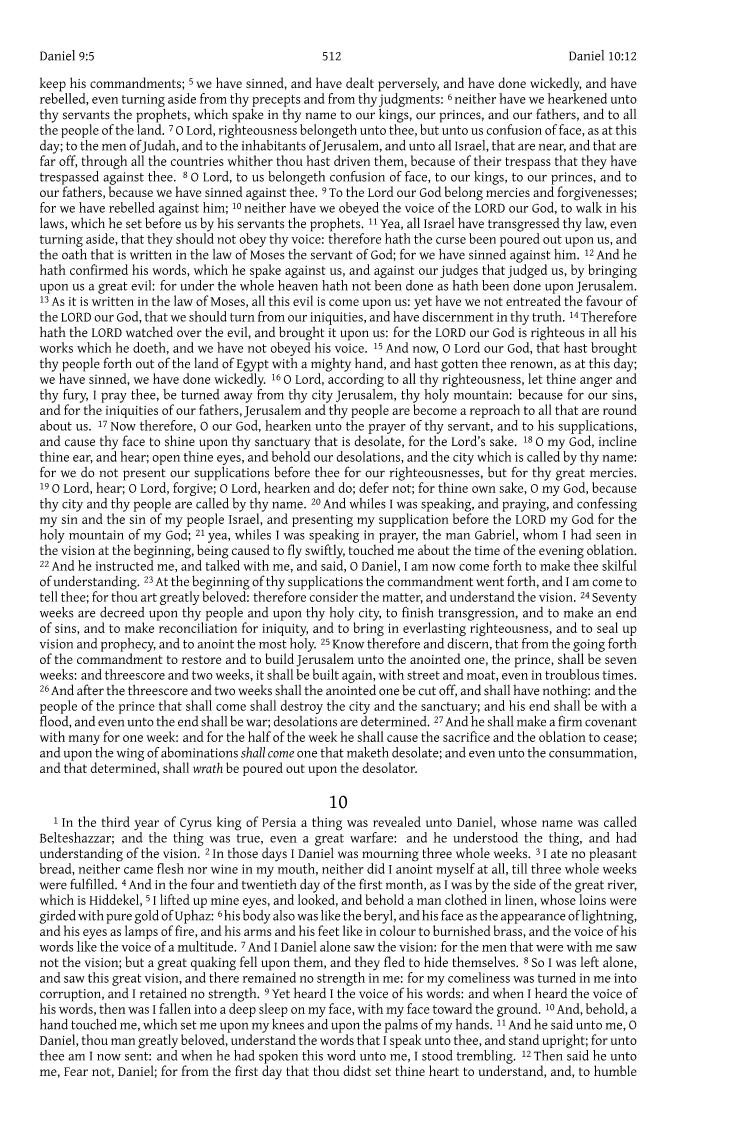 Daniel 9:5 512 Daniel 10:12
keep his commandments; 5 we have sinned, and have dealt perversely, and have done wickedly, and have
rebelled, even turning aside from thy precepts and from thy judgments: 6 neither have we hearkened unto
thy servants the prophets, which spake in thy name to our kings, our princes, and our fathers, and to all
the people of the land. 7 O Lord, righteousness belongeth unto thee, but unto us confusion of face, as at this
day; to the men of Judah, and to the inhabitants of Jerusalem, and unto all Israel, that are near, and that are
far off, through all the countries whither thou hast driven them, because of their trespass that they have
trespassed against thee. 8 O Lord, to us belongeth confusion of face, to our kings, to our princes, and to
our fathers, because we have sinned against thee. 9 To the Lord our God belong mercies and forgivenesses;
for we have rebelled against him; 10 neither have we obeyed the voice of the LORD our God, to walk in his
laws, which he set before us by his servants the prophets. 11 Yea, all Israel have transgressed thy law, even
turning aside, that they should not obey thy voice: therefore hath the curse been poured out upon us, and
the oath that is written in the law of Moses the servant of God; for we have sinned against him. 12 And he
hath confirmed his words, which he spake against us, and against our judges that judged us, by bringing
upon us a great evil: for under the whole heaven hath not been done as hath been done upon Jerusalem.
13 As it is written in the law of Moses, all this evil is come upon us: yet have we not entreated the favour of
the LORD our God, that we should turn from our iniquities, and have discernment in thy truth. 14 Therefore
hath the LORD watched over the evil, and brought it upon us: for the LORD our God is righteous in all his
works which he doeth, and we have not obeyed his voice. 15 And now, O Lord our God, that hast brought
thy people forth out of the land of Egypt with a mighty hand, and hast gotten thee renown, as at this day;
we have sinned, we have done wickedly. 16 O Lord, according to all thy righteousness, let thine anger and
thy fury, I pray thee, be turned away from thy city Jerusalem, thy holy mountain: because for our sins,
and for the iniquities of our fathers, Jerusalem and thy people are become a reproach to all that are round
about us. 17 Now therefore, O our God, hearken unto the prayer of thy servant, and to his supplications,
and cause thy face to shine upon thy sanctuary that is desolate, for the Lord’s sake. 18 O my God, incline
thine ear, and hear; open thine eyes, and behold our desolations, and the city which is called by thy name:
for we do not present our supplications before thee for our righteousnesses, but for thy great mercies.
19 O Lord, hear; O Lord, forgive; O Lord, hearken and do; defer not; for thine own sake, O my God, because
thy city and thy people are called by thy name. 20 And whiles I was speaking, and praying, and confessing
my sin and the sin of my people Israel, and presenting my supplication before the LORD my God for the
holy mountain of my God; 21 yea, whiles I was speaking in prayer, the man Gabriel, whom I had seen in
the vision at the beginning, being caused to fly swiftly, touched me about the time of the evening oblation.
22 And he instructed me, and talked with me, and said, O Daniel, I am now come forth to make thee skilful
of understanding. 23 At the beginning of thy supplications the commandment went forth, and I am come to
tell thee; for thou art greatly beloved: therefore consider the matter, and understand the vision. 24 Seventy
weeks are decreed upon thy people and upon thy holy city, to finish transgression, and to make an end
of sins, and to make reconciliation for iniquity, and to bring in everlasting righteousness, and to seal up
vision and prophecy, and to anoint the most holy. 25 Know therefore and discern, that from the going forth
of the commandment to restore and to build Jerusalem unto the anointed one, the prince, shall be seven
weeks: and threescore and two weeks, it shall be built again, with street and moat, even in troublous times.
26 And after the threescore and two weeks shall the anointed one be cut off, and shall have nothing: and the
people of the prince that shall come shall destroy the city and the sanctuary; and his end shall be with a
flood, and even unto the end shall be war; desolations are determined. 27 And he shall make a firm covenant
with many for one week: and for the half of the week he shall cause the sacrifice and the oblation to cease;
and upon the wing of abominations shall come one that maketh desolate; and even unto the consummation,
and that determined, shall wrath be poured out upon the desolator.
10
1 In the third year of Cyrus king of Persia a thing was revealed unto Daniel, whose name was called
Belteshazzar; and the thing was true, even a great warfare: and he understood the thing, and had
understanding of the vision. 2 In those days I Daniel was mourning three whole weeks. 3 I ate no pleasant
bread, neither came flesh nor wine in my mouth, neither did I anoint myself at all, till three whole weeks
were fulfilled. 4 And in the four and twentieth day of the first month, as I was by the side of the great river,
which is Hiddekel, 5 I lifted up mine eyes, and looked, and behold a man clothed in linen, whose loins were
girded with pure gold of Uphaz: 6 his body also was like the beryl, and his face as the appearance of lightning,
and his eyes as lamps of fire, and his arms and his feet like in colour to burnished brass, and the voice of his
words like the voice of a multitude. 7 And I Daniel alone saw the vision: for the men that were with me saw
not the vision; but a great quaking fell upon them, and they fled to hide themselves. 8 So I was left alone,
and saw this great vision, and there remained no strength in me: for my comeliness was turned in me into
corruption, and I retained no strength. 9 Yet heard I the voice of his words: and when I heard the voice of
his words, then was I fallen into a deep sleep on my face, with my face toward the ground. 10 And, behold, a
hand touched me, which set me upon my knees and upon the palms of my hands. 11 And he said unto me, O
Daniel, thou man greatly beloved, understand the words that I speak unto thee, and stand upright; for unto
thee am I now sent: and when he had spoken this word unto me, I stood trembling. 12 Then said he unto
me, Fear not, Daniel; for from the first day that thou didst set thine heart to understand, and, to humble